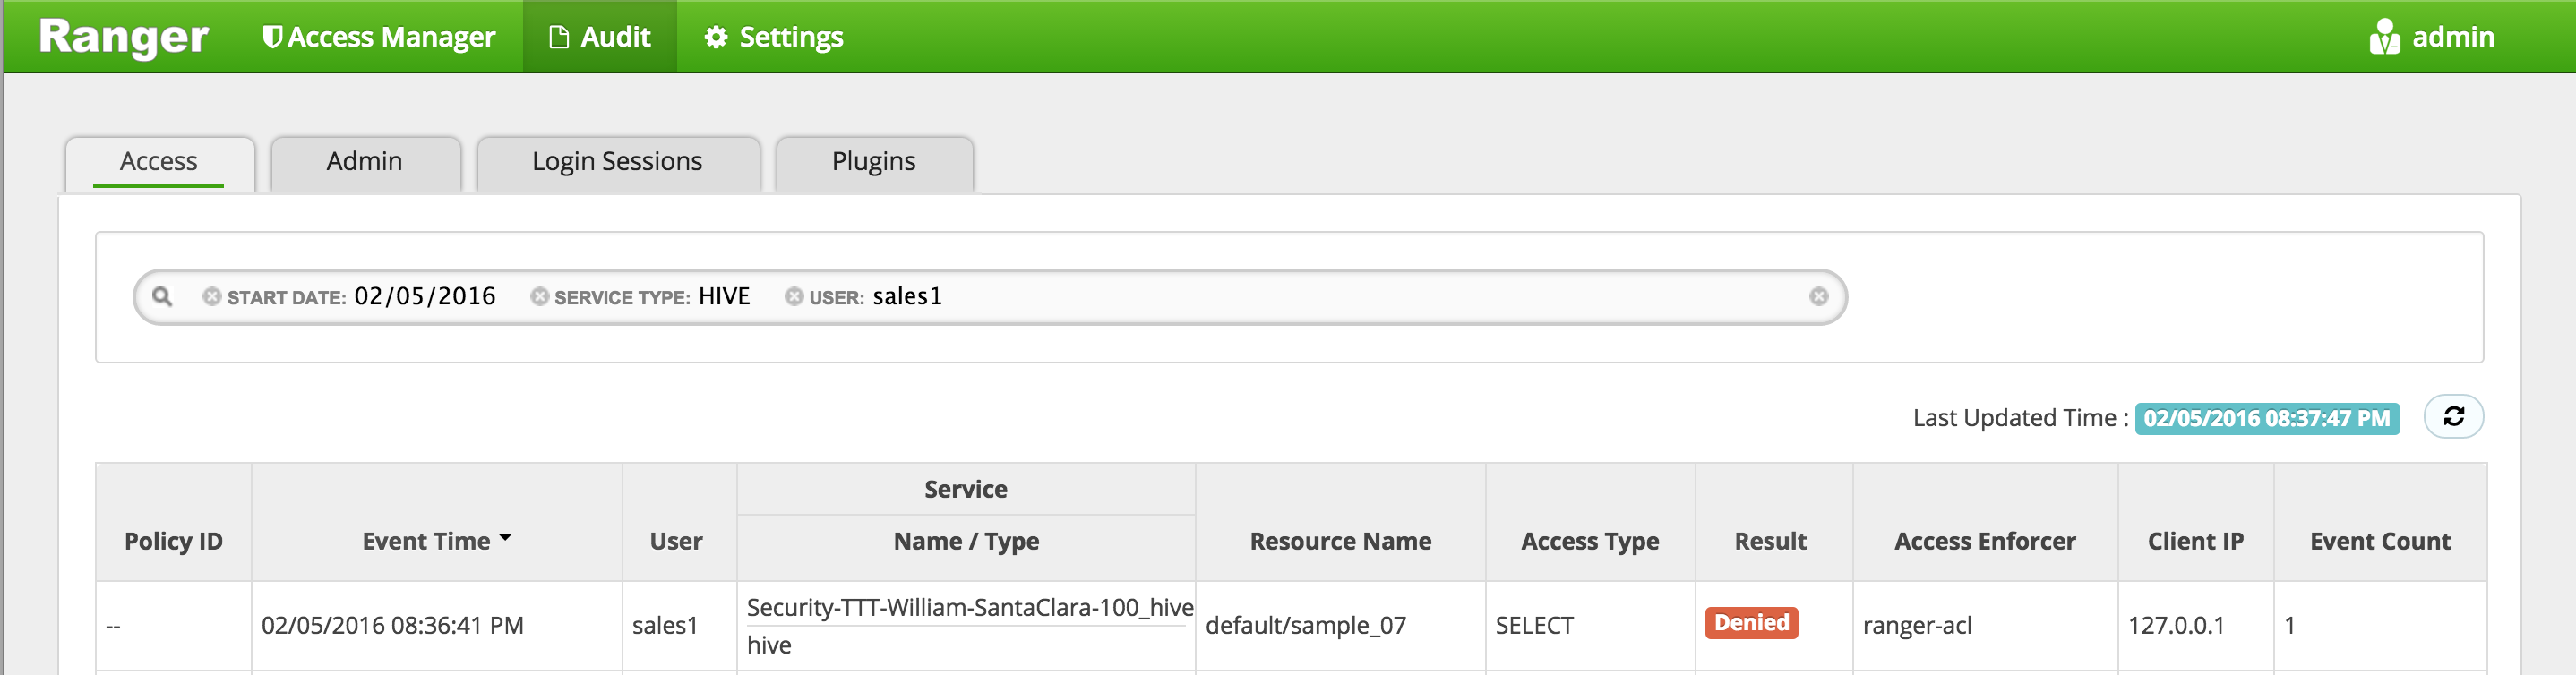 Ranger Access Manager Audit Settings admin
Access Admin Login Sessions Plugins
START DATE: 02/05/2016 SERVICE TYPE: HIVE USER: sales1
Last Updated Time : 02/05/2016 08:37:47 PM
Service
Policy ID Event Time User Name / Type Resource Name Access Type Result Access Enforcer Client IP Event Count
-- 02/05/2016 08:36:41 PM sales1 Security-TTT-William-SantaClara-100_hive default/sample_07 SELECT Denied ranger-acl 127.0.0.1 1
hive